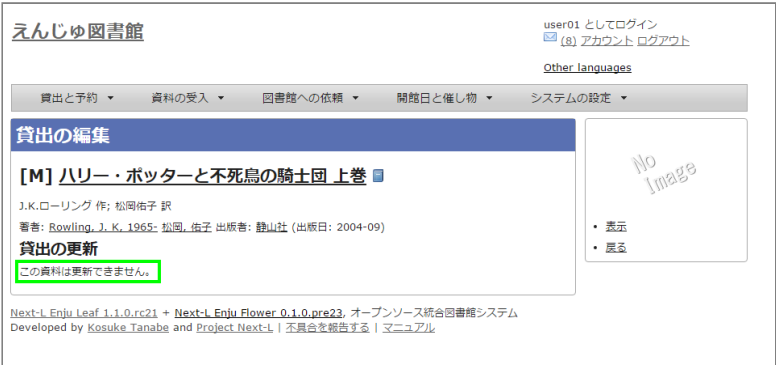 えんじゅ図書館
user01 としてログイン
(8) アカウント ログアウト
Other languages
貸出と予約 ▼ 資料の受入 ▼ 図書館への依頼 ▼ 開館日と催し物 ▼ システムの設定 ▼
貸出の編集
[M] ハリー・ポッターと不死鳥の騎士団 上巻
J.K.ローリング 作; 松岡佑子 訳
著者: Rowling, J. K, 1965- 松岡, 佑子 出版者: 静山社 (出版日: 2004-09)
貸出の更新
この資料は更新できません。
No
Image
• 表示
• 戻る
Next-L Enju Leaf 1.1.0.rc21 + Next-L Enju Flower 0.1.0.pre23, オープンソース統合図書館システム
Developed by Kosuke Tanabe and Project Next-L | 不具合を報告する | マニュアル